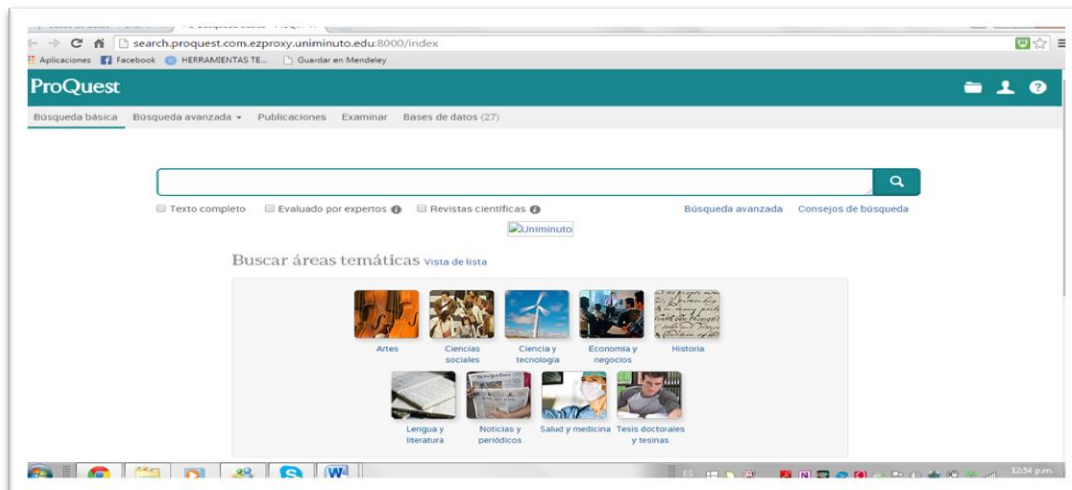 search.proquest.com.ezproxy.uniminuto.edu:8000/index
Aplicaciones Facebook HERRAMIENTAS TE... Guardar en Mendeley
ProQuest
Búsqueda básica Búsqueda avanzada Publicaciones Examinar Bases de datos (27)
Texto completo Evaluado por expertos Revistas científicas Búsqueda avanzada Consejos de búsqueda
Uniminuto
Buscar áreas temáticas Vista de lista
Artes Ciencias sociales Ciencia y tecnología Economía y negocios Historia
Lengua y literatura Noticias y periódicos Salud y medicina Tesis doctorales y tesinas
ES 12:54 p.m.